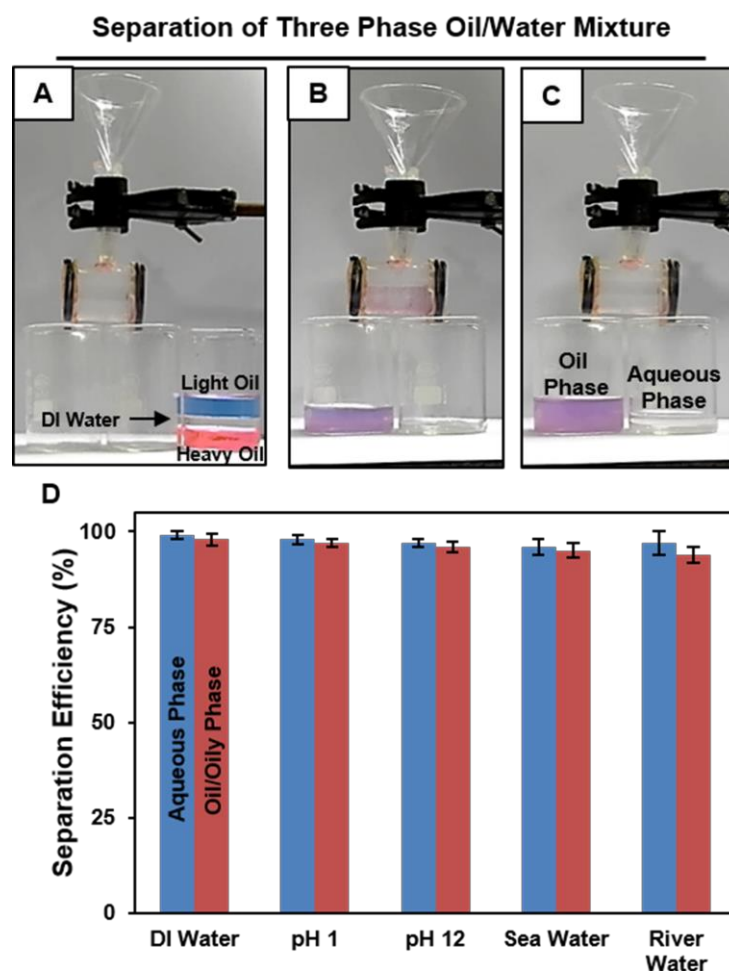 Separation of Three Phase Oil/Water Mixture
A
B
C
Light Oil
DI Water
Heavy Oil
Oil
Phase
Aqueous
Phase
D
Separation Efficiency (%)
100
75
50
25
0
Aqueous Phase
Oil/Oily Phase
DI Water
pH 1
pH 12
Sea Water
River
Water